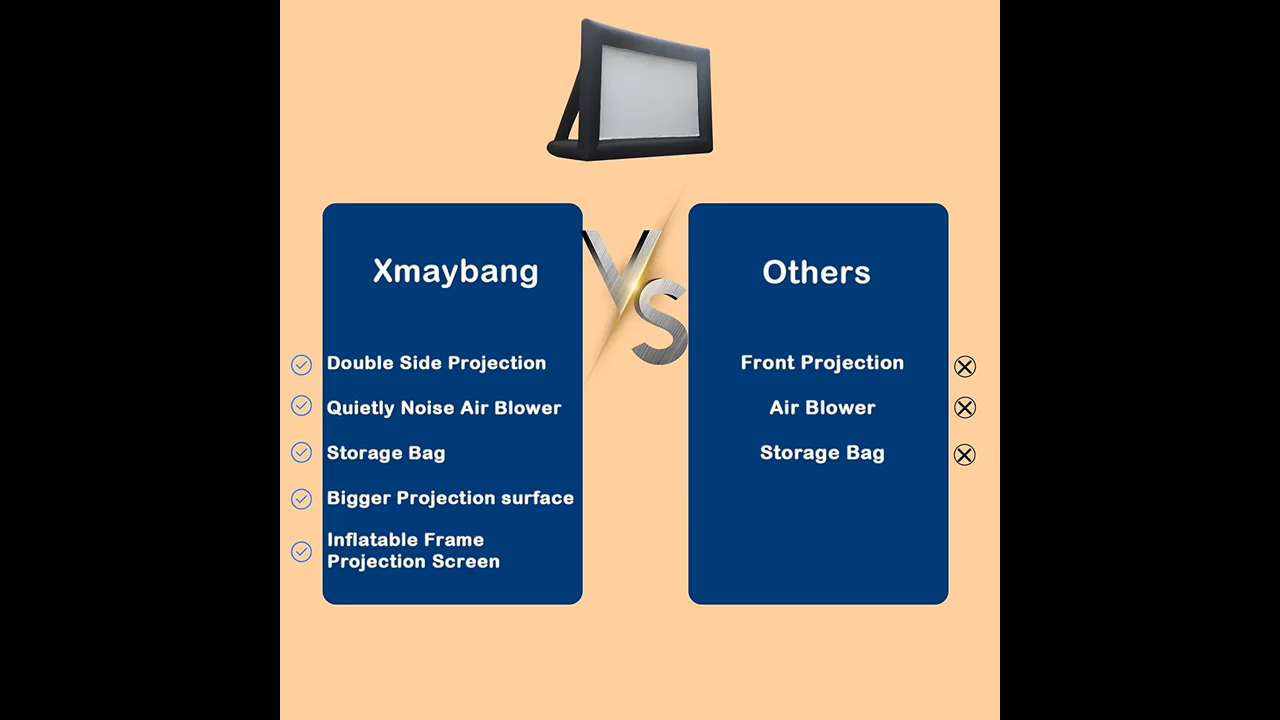 Xmaybang
VS
Others
Double Side Projection
Quietly Noise Air Blower
Storage Bag
Bigger Projection surface
Inflatable Frame
Projection Screen
Front Projection
Air Blower
Storage Bag